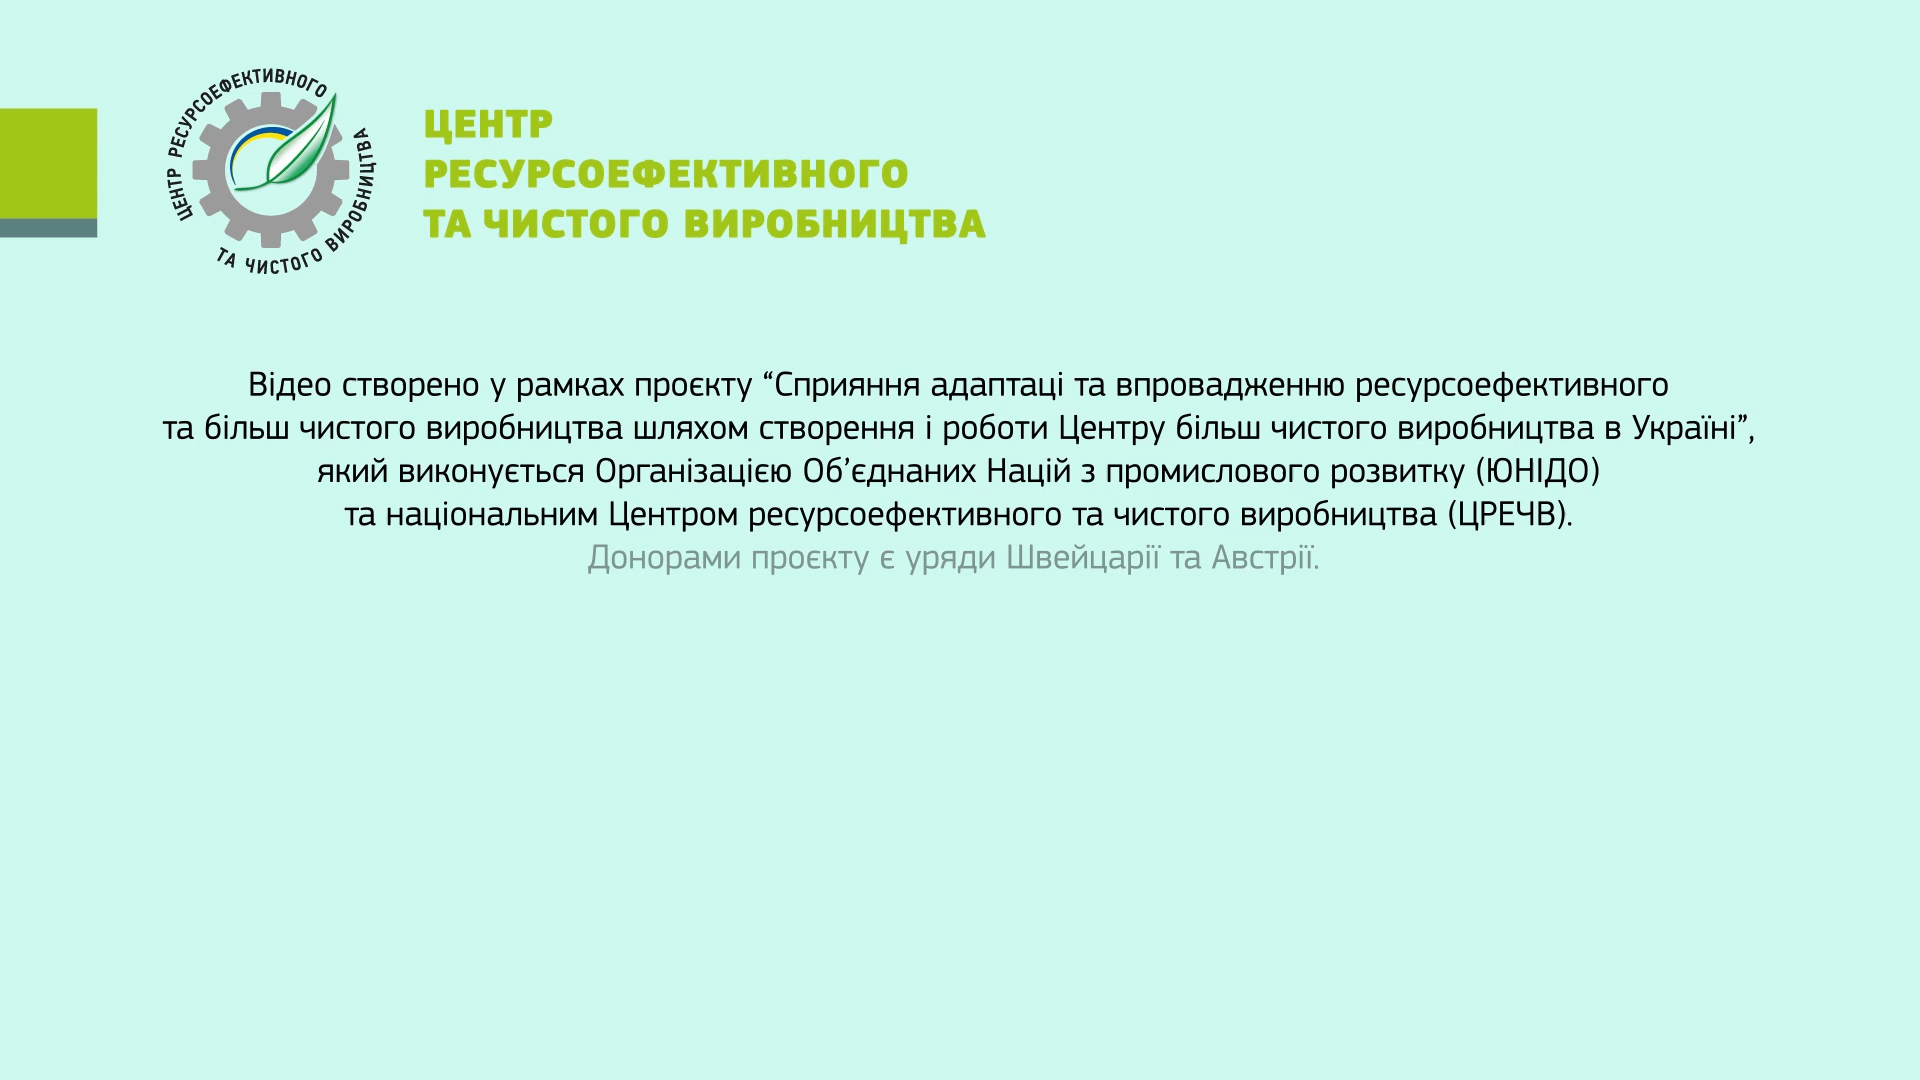 ЦЕНТР РЕСУРСОЕФЕКТИВНОГО
ТА ЧИСТОГО ВИРОБНИЦТВА
ЦЕНТР
РЕСУРСОЕФЕКТИВНОГО
ТА ЧИСТОГО ВИРОБНИЦТВА
Відео створено у рамках проєкту “Сприяння адаптаці та впровадженню ресурсоефективного
та більш чистого виробництва шляхом створення і роботи Центру більш чистого виробництва в Україні”,
який виконується Організацією Об’єднаних Націй з промислового розвитку (ЮНІДО)
та національним Центром ресурсоефективного та чистого виробництва (ЦРЕЧВ).
Донорами проєкту є уряди Швейцарії та Австрії.